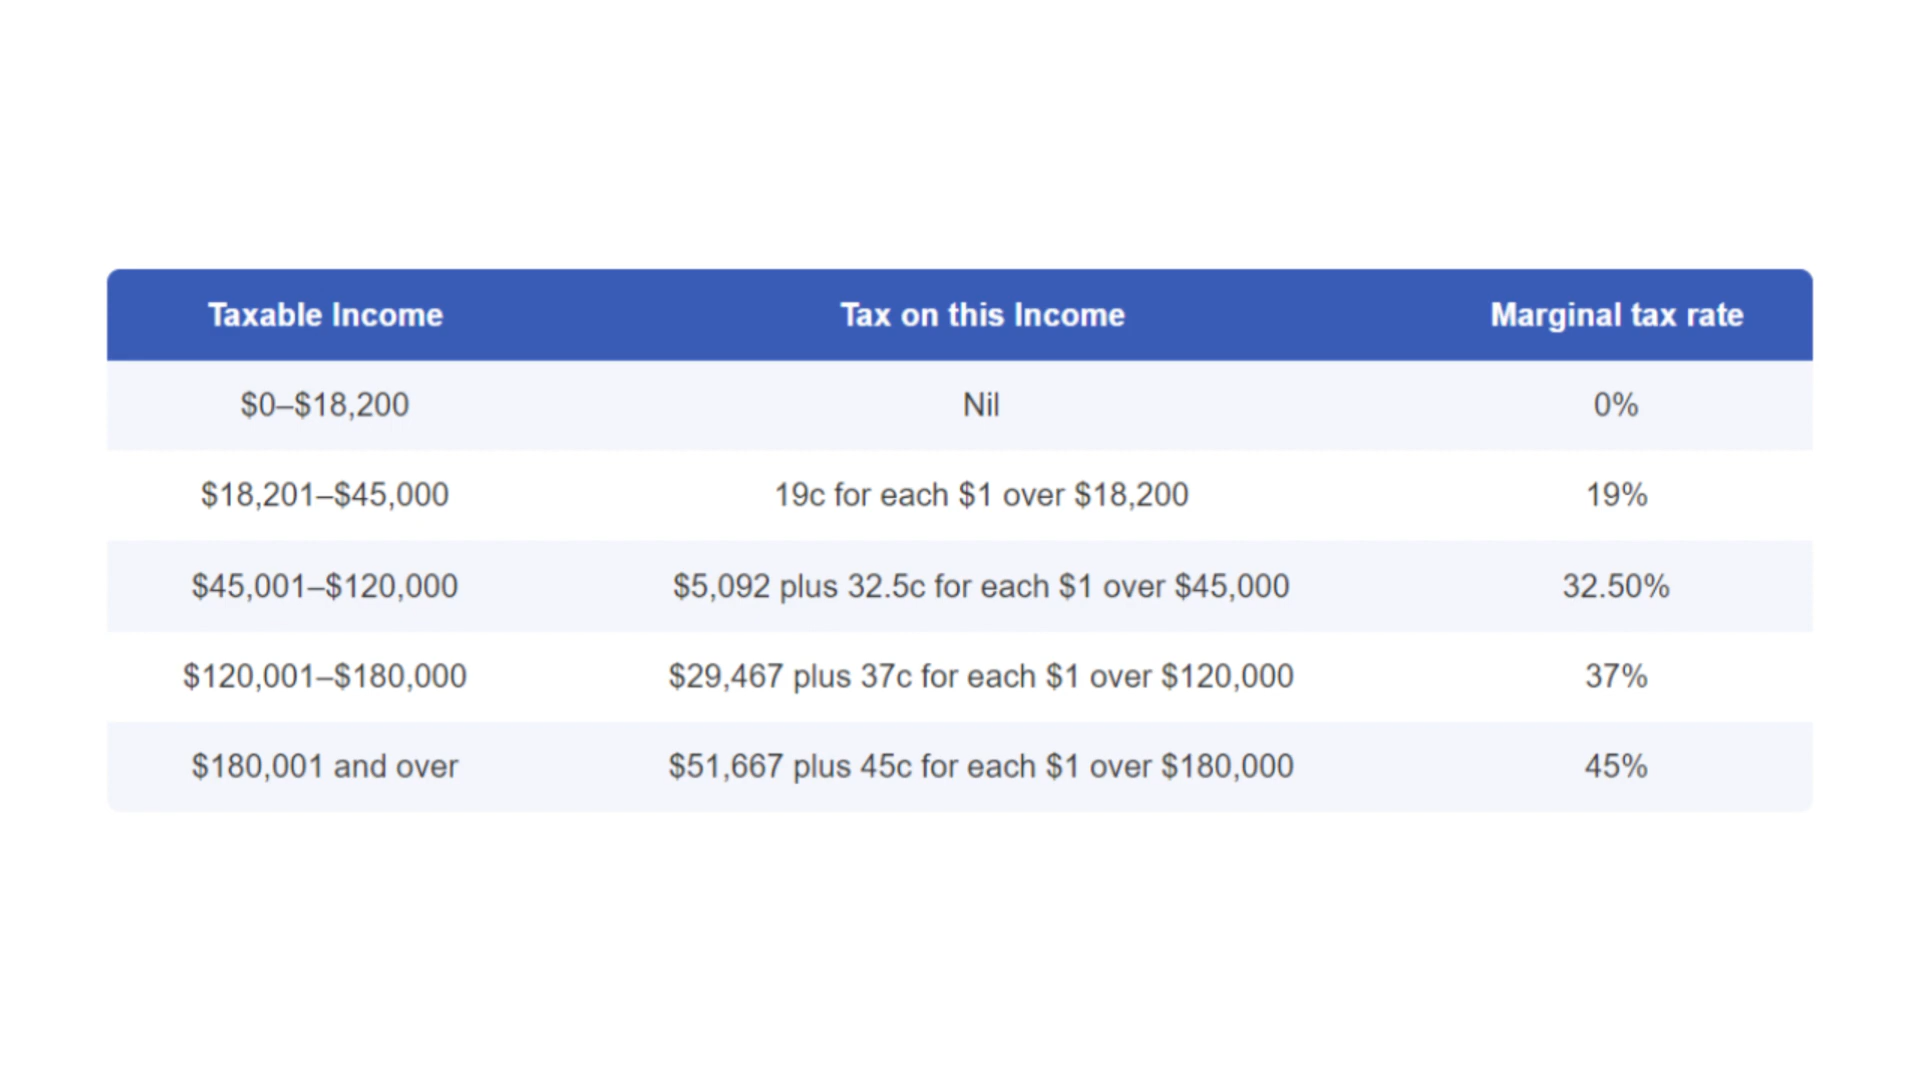 Taxable Income Tax on this Income Marginal tax rate
$0–$18,200 Nil 0%
$18,201–$45,000 19c for each $1 over $18,200 19%
$45,001–$120,000 $5,092 plus 32.5c for each $1 over $45,000 32.50%
$120,001–$180,000 $29,467 plus 37c for each $1 over $120,000 37%
$180,001 and over $51,667 plus 45c for each $1 over $180,000 45%